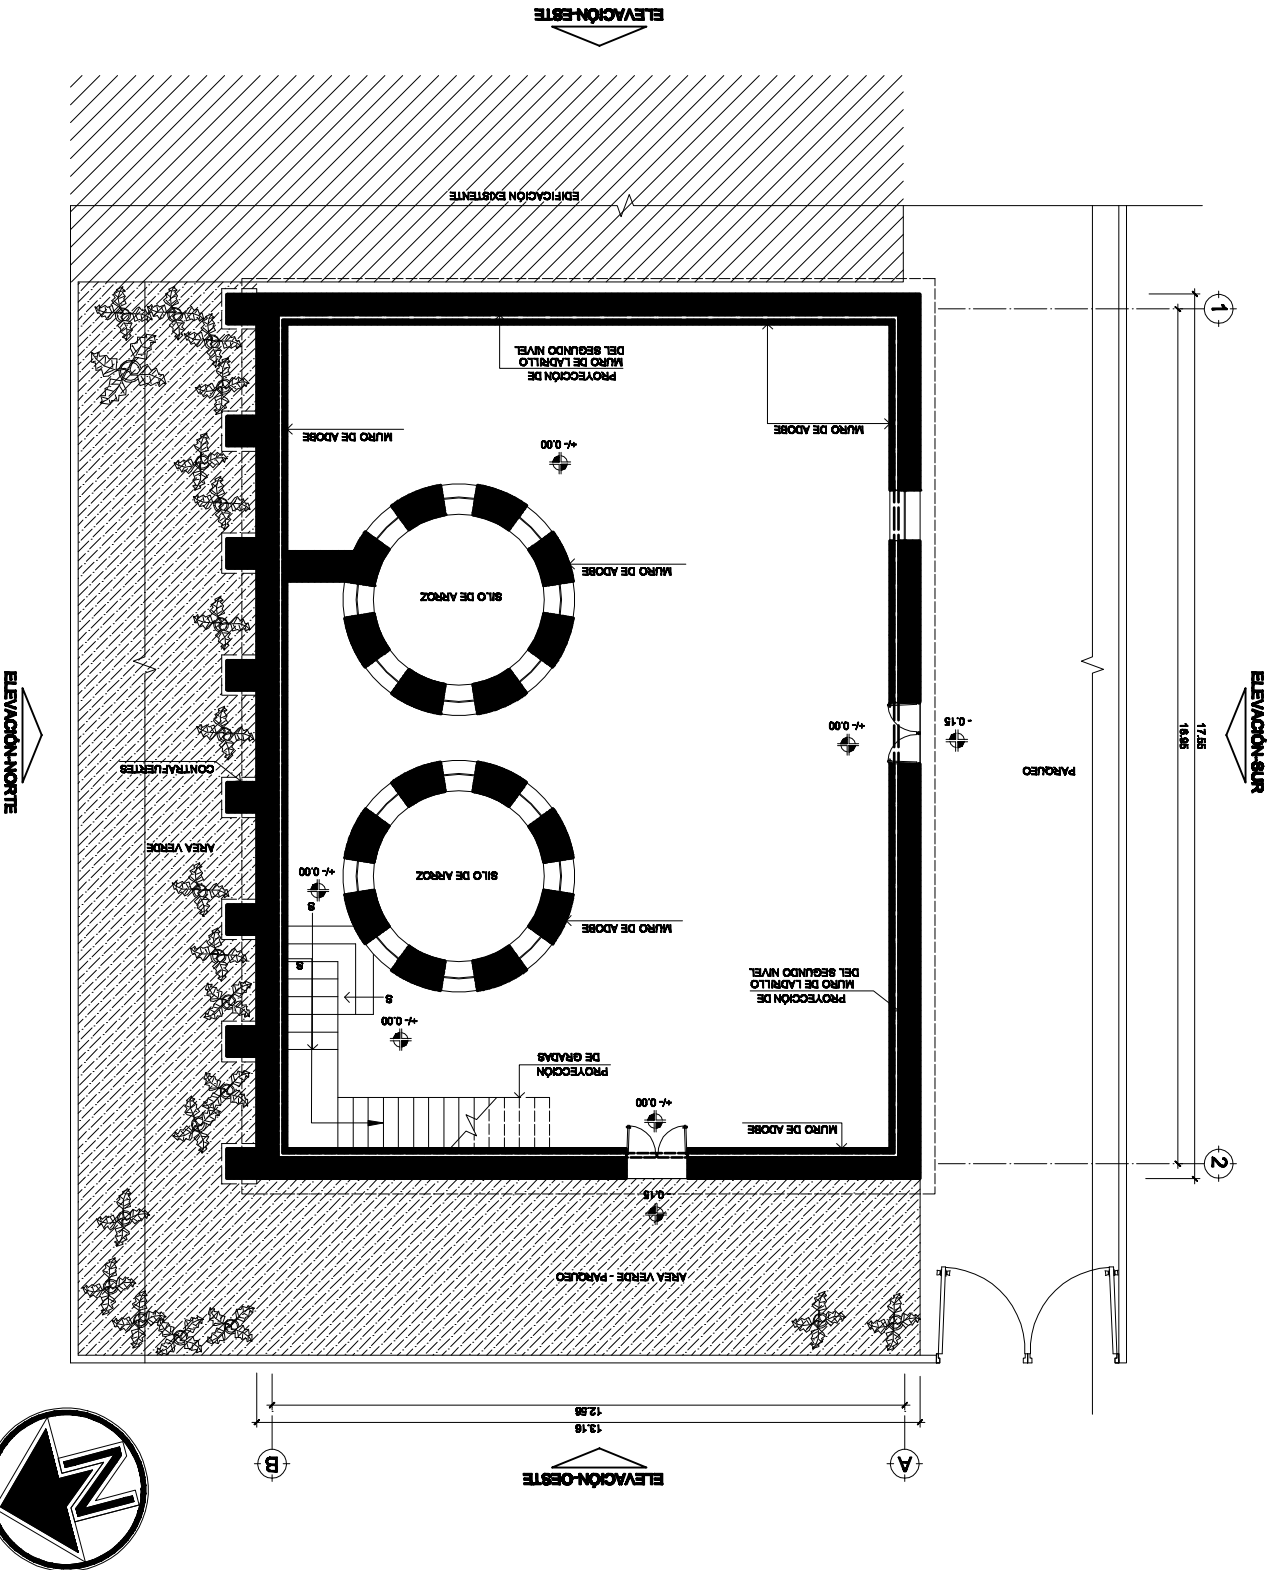 N
ELEVACIÓN-OESTE
A
B
13.16
12.56
AREA VERDE - PARQUEO
- 0.15
2
MURO DE ADOBE
+/- 0.00
PROYECCIÓN
DE GRADAS
+/- 0.00
S
S
S
PROYECCIÓN DE
MURO DE LADRILLO
DEL SEGUNDO NIVEL
MURO DE ADOBE
SILO DE ARROZ
+/- 0.00
AREA VERDE
CONTRAFUERTES
PARQUEO
- 0.15
+/- 0.00
ELEVACIÓN-SUR
17.55
16.95
ELEVACIÓN-NORTE
SILO DE ARROZ
MURO DE ADOBE
+/- 0.00
MURO DE ADOBE
MURO DE ADOBE
PROYECCIÓN DE
MURO DE LADRILLO
DEL SEGUNDO NIVEL
1
EDIFICACIÓN EXISTENTE
ELEVACIÓN-ESTE